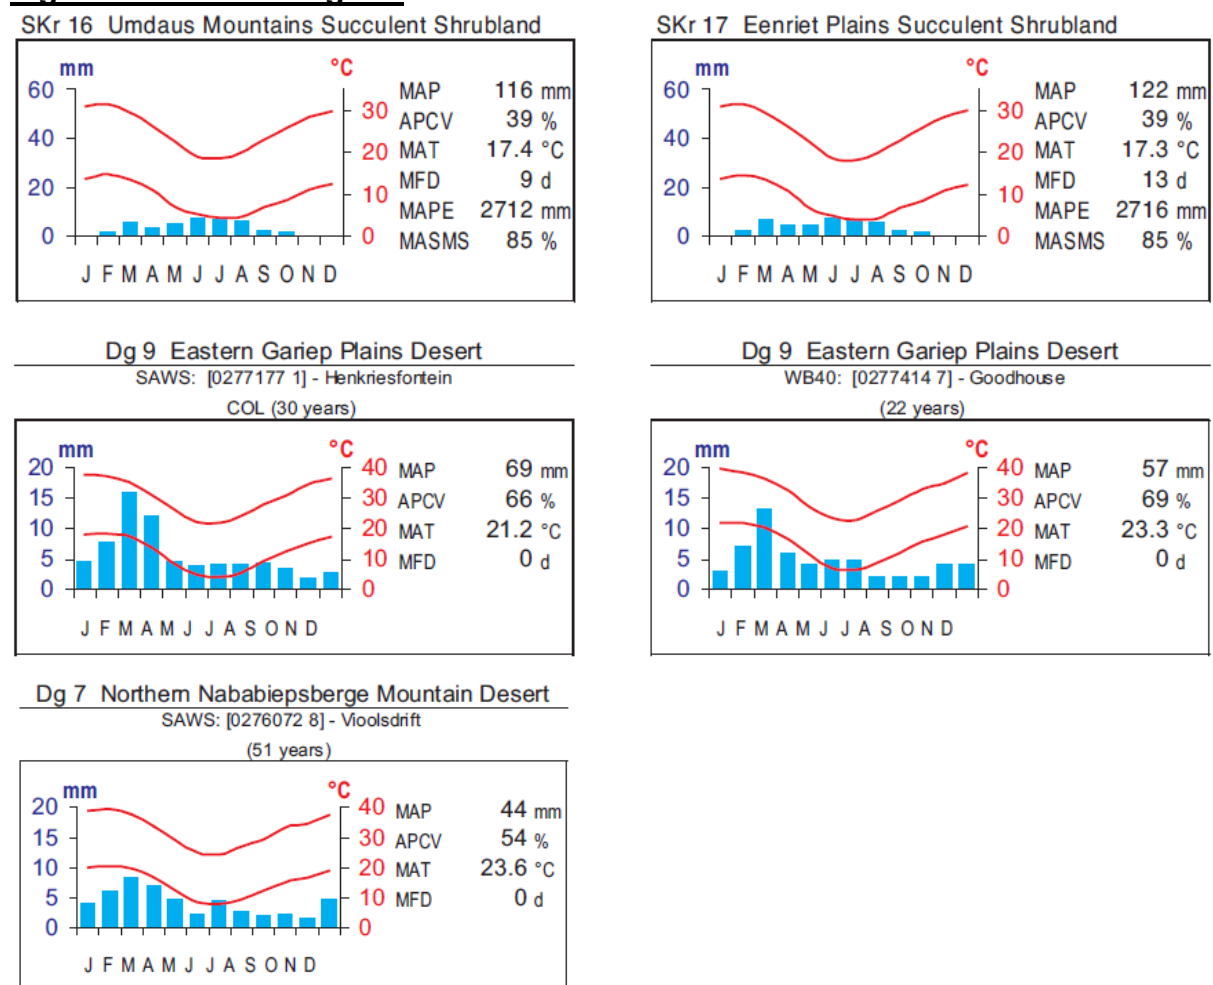 SKr 16 Umdaus Mountains Succulent Shrubland
mm °C
60
40
20
0
30
20
10
0
MAP 116 mm
APCV 39 %
MAT 17.4 °C
MFD 9 d
MAPE 2712 mm
MASMS 85 %
J F M A M J J A S O N D
SKr 17 Eenriet Plains Succulent Shrubland
mm °C
60
40
20
0
30
20
10
0
MAP 122 mm
APCV 39 %
MAT 17.3 °C
MFD 13 d
MAPE 2716 mm
MASMS 85 %
J F M A M J J A S O N D
Dg 9 Eastern Gariep Plains Desert
SAWS: [0277177 1] - Henkriesfontein
COL (30 years)
mm °C
20
15
10
5
0
40
30
20
10
0
MAP 69 mm
APCV 66 %
MAT 21.2 °C
MFD 0 d
J F M A M J J A S O N D
Dg 9 Eastern Gariep Plains Desert
WB40: [0277414 7] - Goodhouse
(22 years)
mm °C
20
15
10
5
0
40
30
20
10
0
MAP 57 mm
APCV 69 %
MAT 23.3 °C
MFD 0 d
J F M A M J J A S O N D
Dg 7 Northern Nababiepsberge Mountain Desert
SAWS: [0276072 8] - Vioolsdrift
(51 years)
mm °C
20
15
10
5
0
40
30
20
10
0
MAP 44 mm
APCV 54 %
MAT 23.6 °C
MFD 0 d
J F M A M J J A S O N D